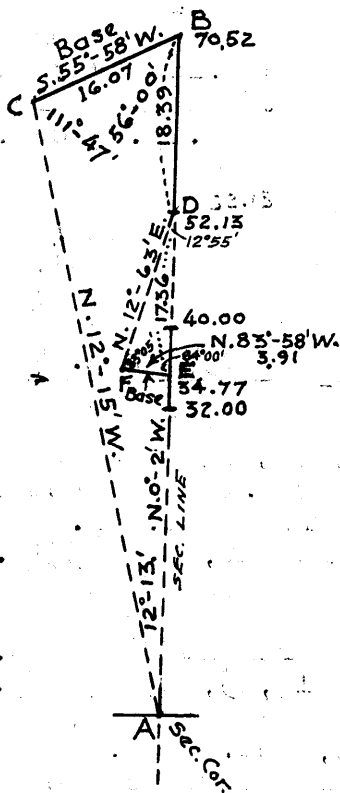 B
Base
70,52
S. 55°-58' W.
16.07
C
111°-47'
56°-00'
18.39
D
52.13
12°55'
N. 12°-63' E.
17.36
40.00
N. 83°-58' W.
3.91
84°00'
F
Base
34.77
32.00
N. 12°-15' W.
N. 0°-2' W.
SEC. LINE
12°-13'
A
Sec. Cor.